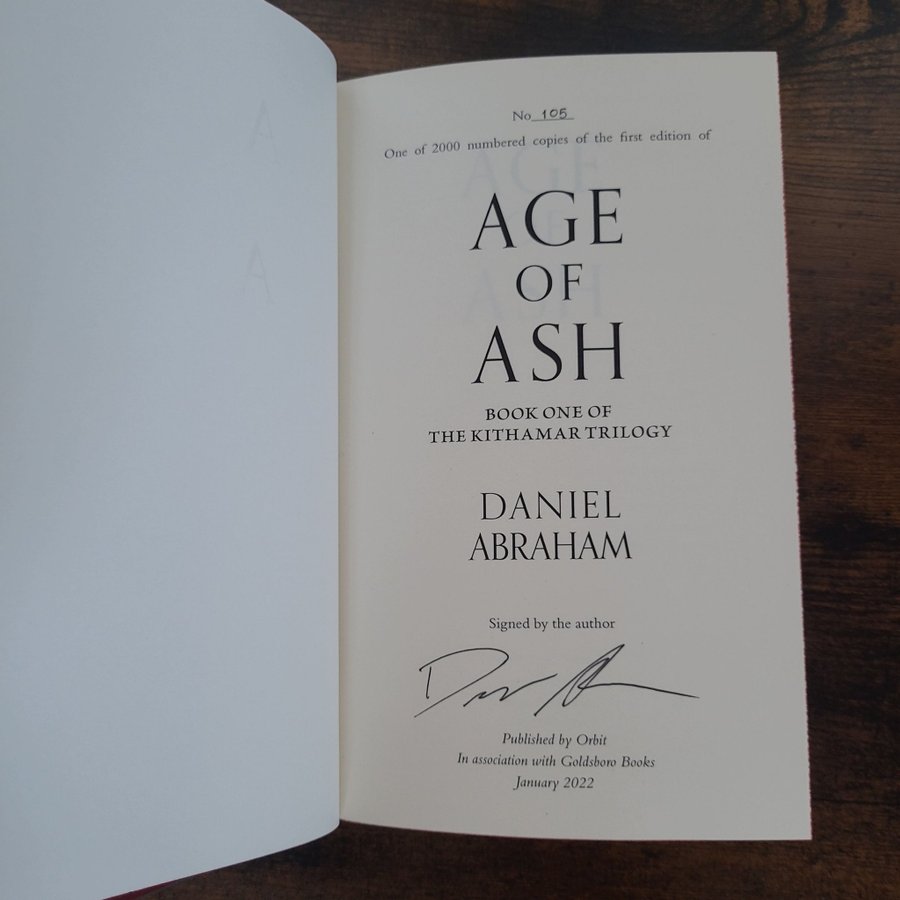 No 105
One of 2000 numbered copies of the first edition of
AGE
OF
ASH
BOOK ONE OF
THE KITHAMAR TRILOGY
DANIEL
ABRAHAM
Signed by the author
Published by Orbit
In association with Goldsboro Books
January 2022